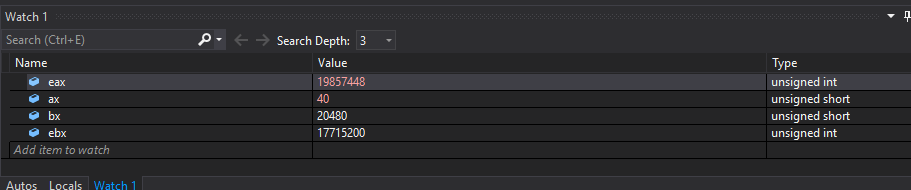 Watch 1
Search (Ctrl+E) Search Depth: 3
Name Value Type
eax 19857448 unsigned int
ax 40 unsigned short
bx 20480 unsigned short
ebx 17715200 unsigned int
Add item to watch
Autos Locals Watch 1